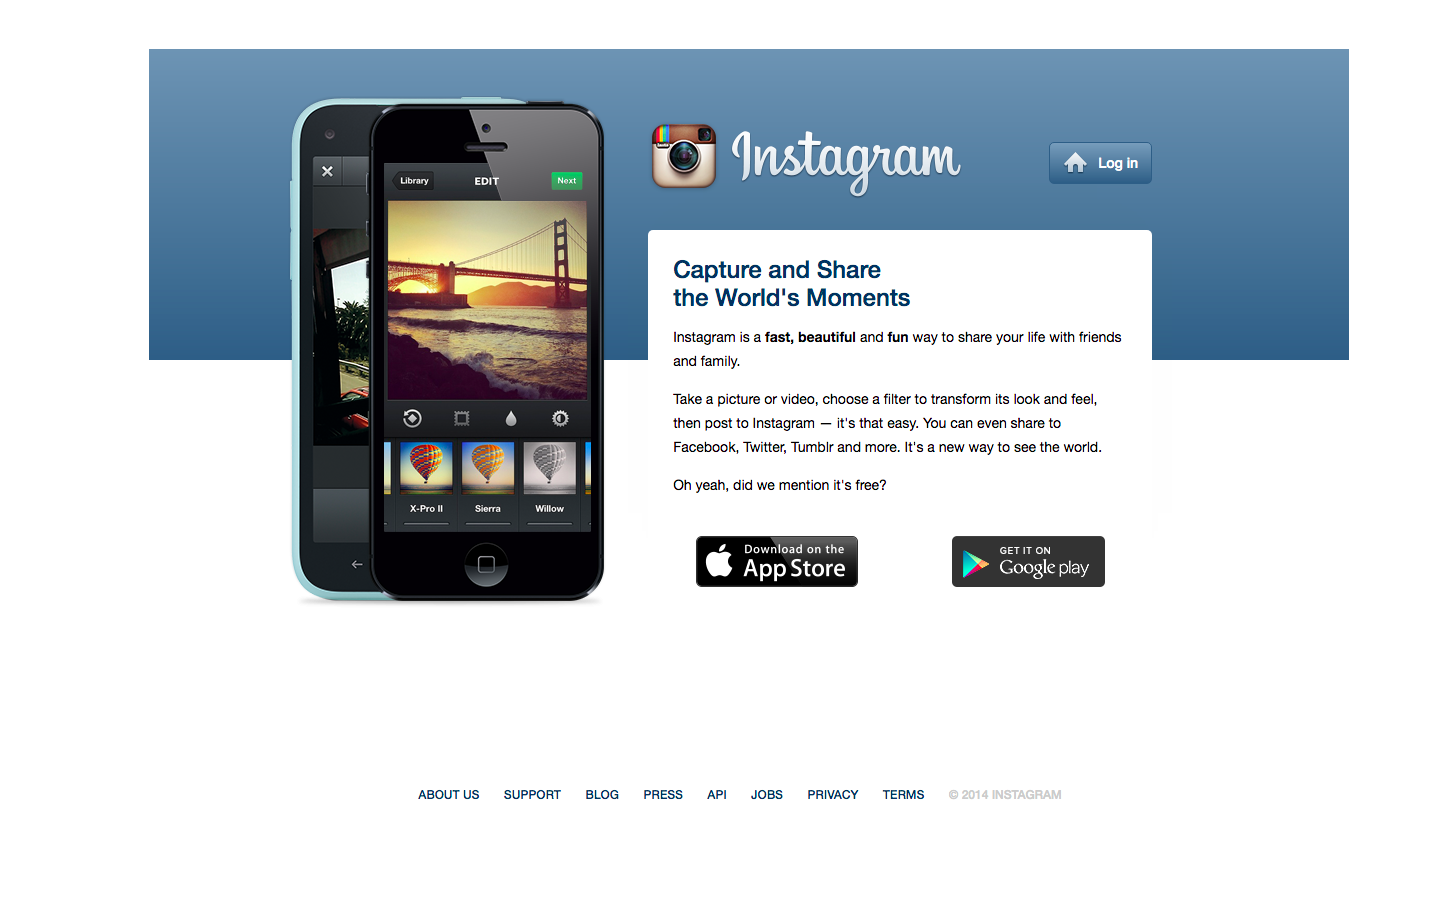 Library
EDIT
Next
X-Pro II
Sierra
Willow
Instagram
Log in
Capture and Share
the World's Moments
Instagram is a fast, beautiful and fun way to share your life with friends
and family.
Take a picture or video, choose a filter to transform its look and feel,
then post to Instagram — it's that easy. You can even share to
Facebook, Twitter, Tumblr and more. It's a new way to see the world.
Oh yeah, did we mention it's free?
Download on the
App Store
GET IT ON
Google play
ABOUT US SUPPORT BLOG PRESS API JOBS PRIVACY TERMS © 2014 INSTAGRAM